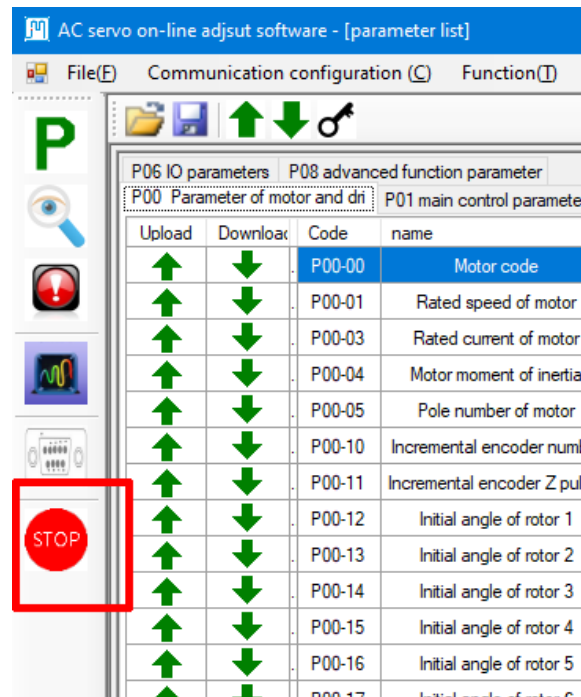 AC servo on-line adjsut software - [parameter list]
File(F) Communication configuration (C) Function(T)
P
P06 IO parameters P08 advanced function parameter
P00 Parameter of motor and dri P01 main control paramete
Upload Downloac Code name
P00-00 Motor code
P00-01 Rated speed of motor
P00-03 Rated current of motor
P00-04 Motor moment of inertia
P00-05 Pole number of motor
P00-10 Incremental encoder numl
P00-11 Incremental encoder Z pul
P00-12 Initial angle of rotor 1
STOP
P00-13 Initial angle of rotor 2
P00-14 Initial angle of rotor 3
P00-15 Initial angle of rotor 4
P00-16 Initial angle of rotor 5